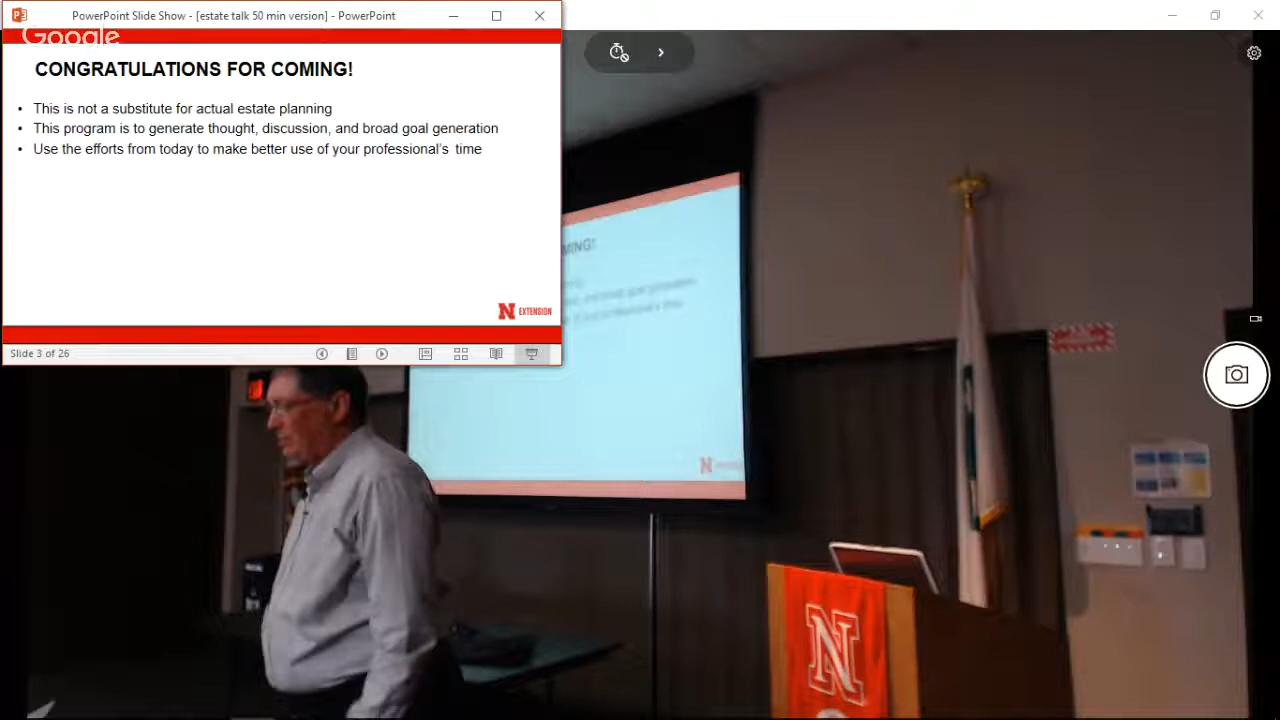 PowerPoint Slide Show - [estate talk 50 min version] - PowerPoint
Google
CONGRATULATIONS FOR COMING!
• This is not a substitute for actual estate planning
• This program is to generate thought, discussion, and broad goal generation
• Use the efforts from today to make better use of your professional's time
N EXTENSION
Slide 3 of 26
MING!
N
N